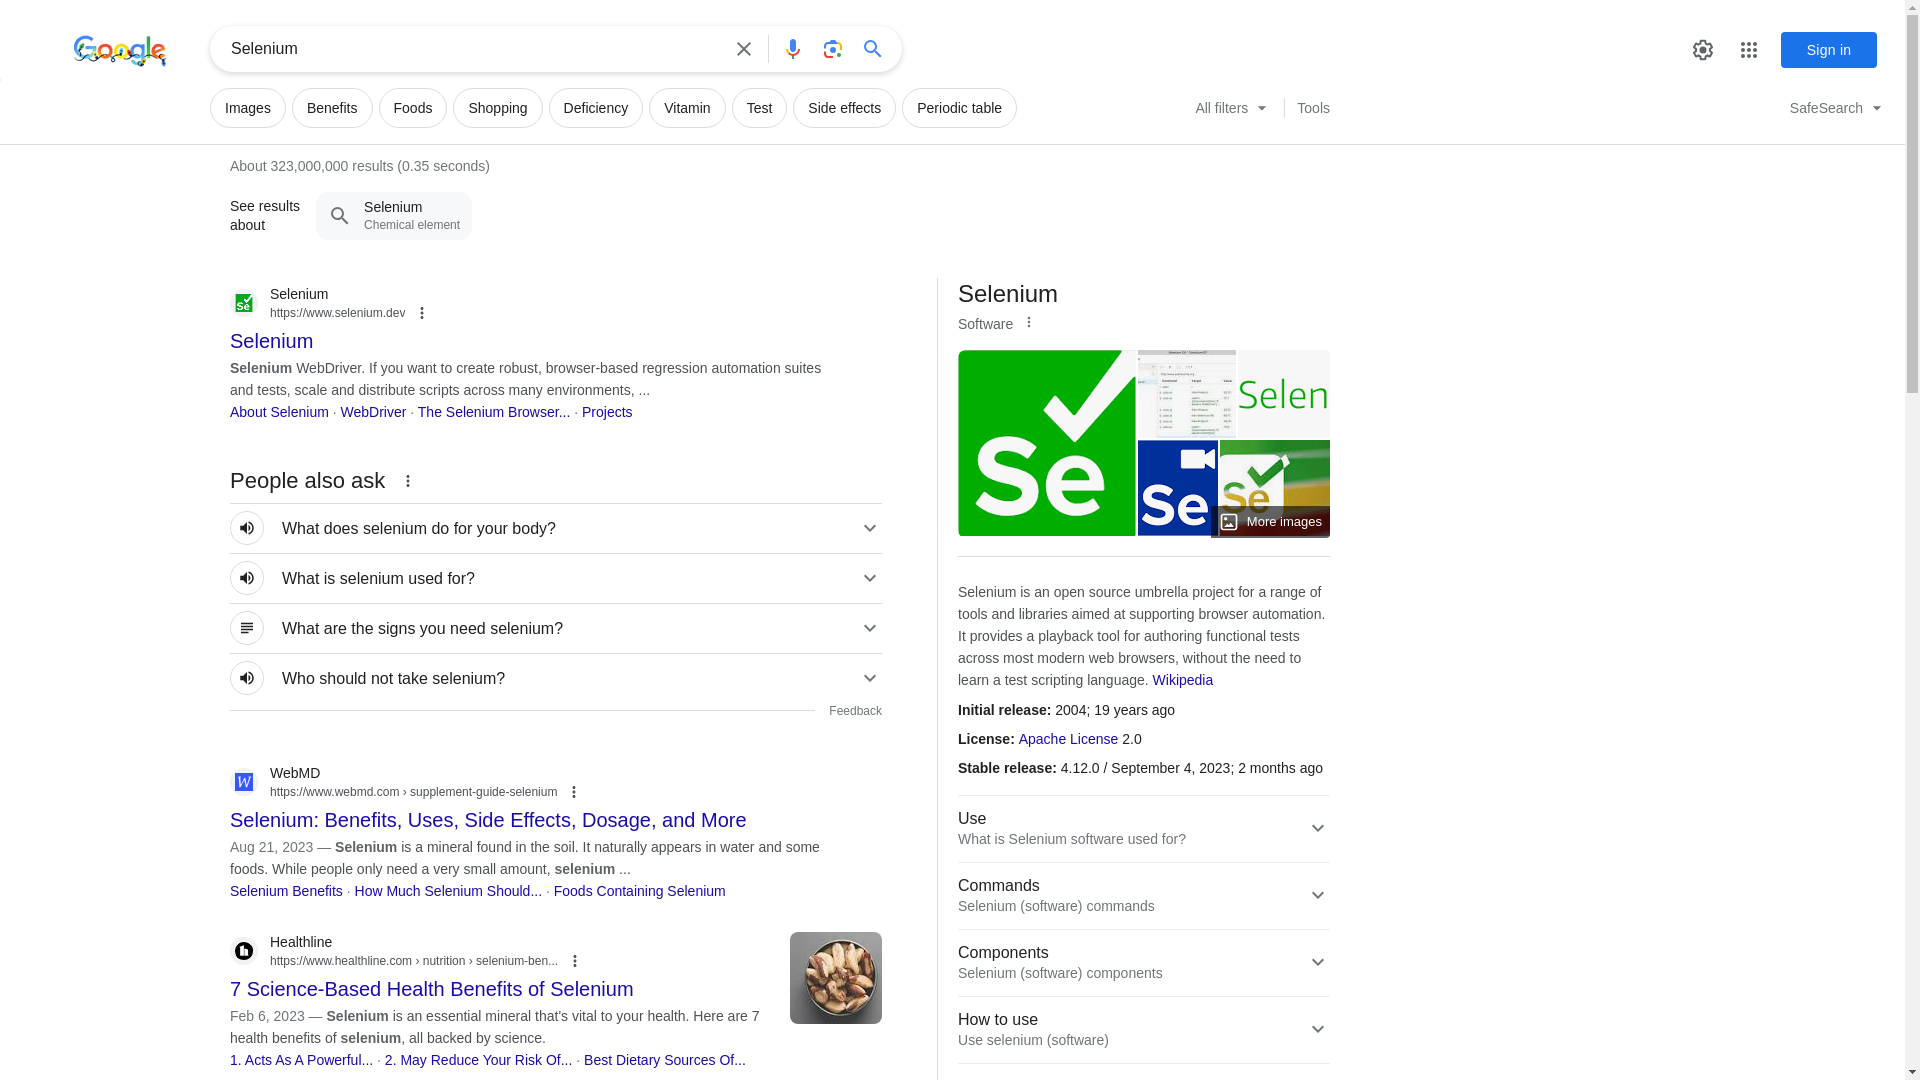 Google
Selenium
Sign in
Images
Benefits
Foods
Shopping
Deficiency
Vitamin
Test
Side effects
Periodic table
All filters
Tools
SafeSearch
About 323,000,000 results (0.35 seconds)
See results
about
Selenium
Chemical element
Selenium
https://www.selenium.dev
Selenium
Selenium WebDriver. If you want to create robust, browser-based regression automation suites
and tests, scale and distribute scripts across many environments, ...
About Selenium · WebDriver · The Selenium Browser... · Projects
People also ask
What does selenium do for your body?
What is selenium used for?
What are the signs you need selenium?
Who should not take selenium?
Feedback
WebMD
https://www.webmd.com › supplement-guide-selenium
Selenium: Benefits, Uses, Side Effects, Dosage, and More
Aug 21, 2023 — Selenium is a mineral found in the soil. It naturally appears in water and some
foods. While people only need a very small amount, selenium ...
Selenium Benefits · How Much Selenium Should... · Foods Containing Selenium
Healthline
https://www.healthline.com › nutrition › selenium-ben...
7 Science-Based Health Benefits of Selenium
Feb 6, 2023 — Selenium is an essential mineral that's vital to your health. Here are 7
health benefits of selenium, all backed by science.
1. Acts As A Powerful... · 2. May Reduce Your Risk Of... · Best Dietary Sources Of...
Selenium
Software
Se
Selen
Se
Se
More images
Selenium is an open source umbrella project for a range of
tools and libraries aimed at supporting browser automation.
It provides a playback tool for authoring functional tests
across most modern web browsers, without the need to
learn a test scripting language. Wikipedia
Initial release: 2004; 19 years ago
License: Apache License 2.0
Stable release: 4.12.0 / September 4, 2023; 2 months ago
Use
What is Selenium software used for?
Commands
Selenium (software) commands
Components
Selenium (software) components
How to use
Use selenium (software)